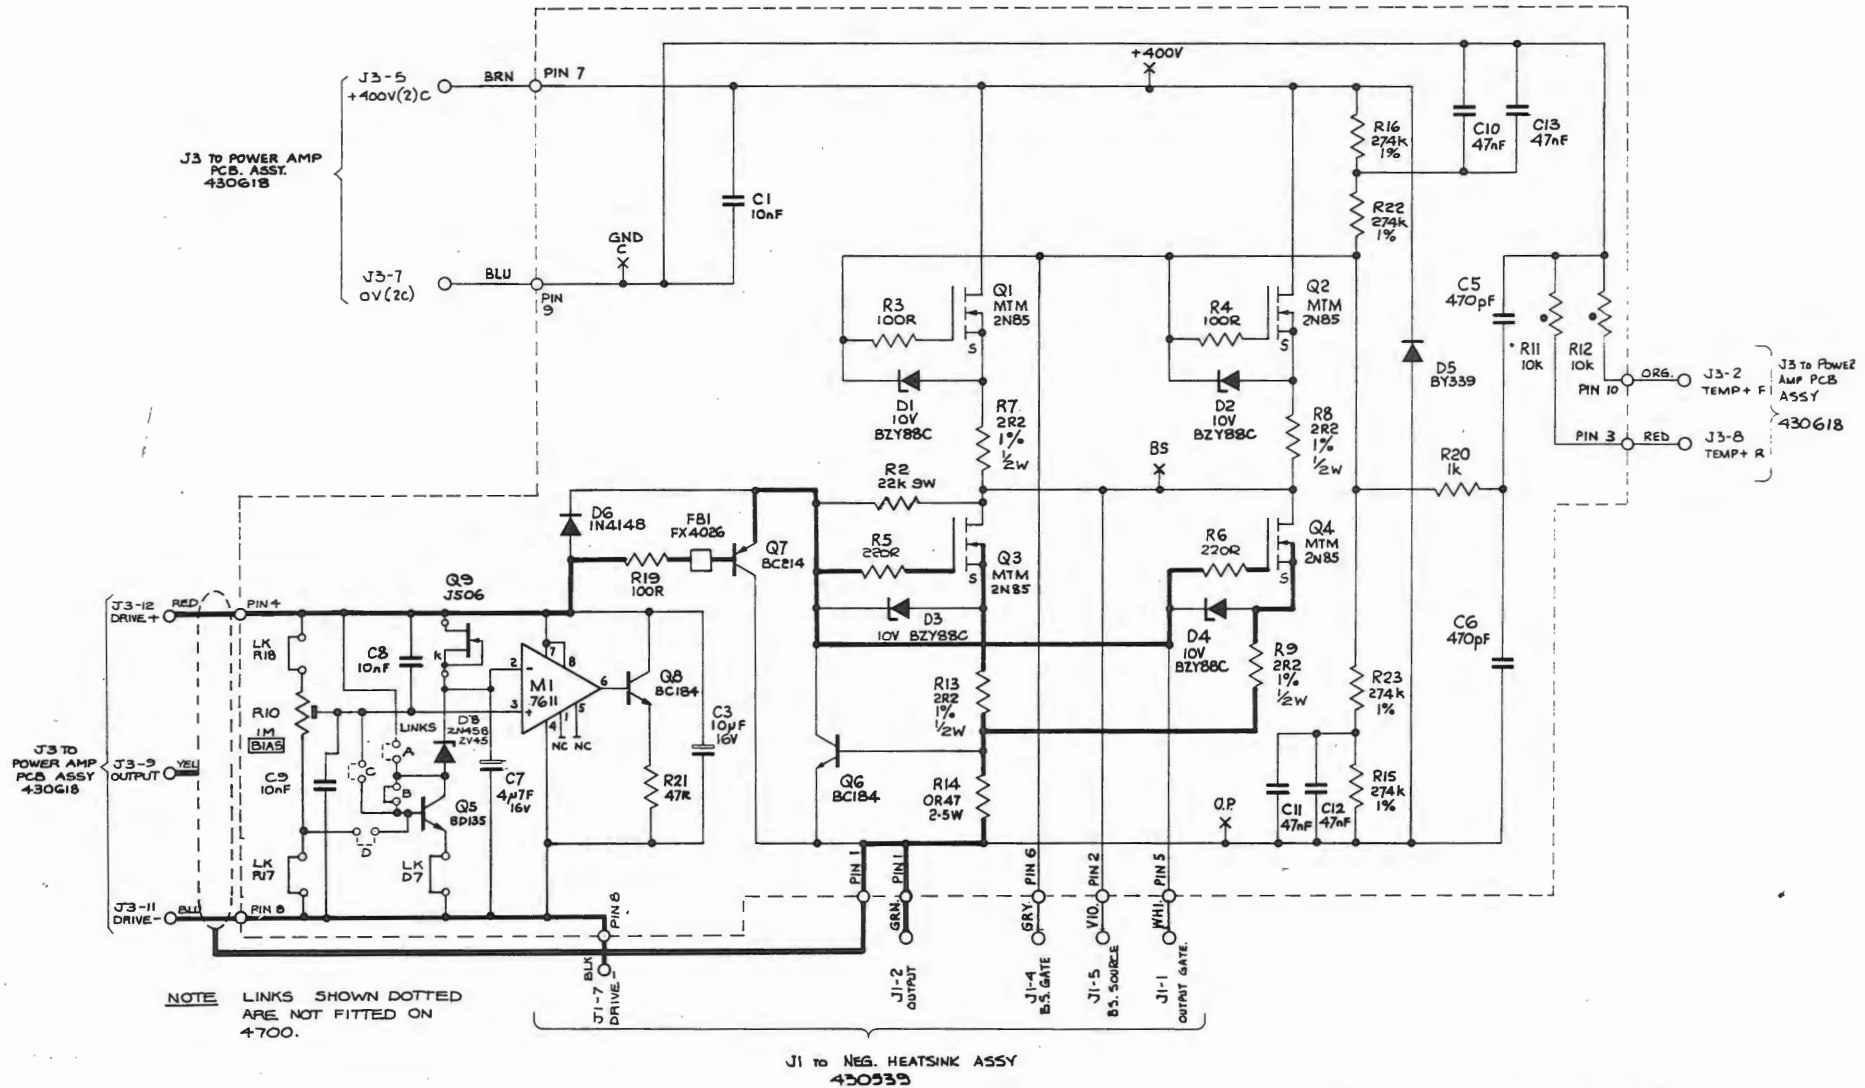 +400V
J3-5
+400V(2)C
BRN
PIN 7
J3 TO POWER AMP
PCB. ASSY.
430618
J3-7
0V(2C)
BLU
PIN
9
GND
C
C1
10nF
R16
274k
1%
R22
274k
1%
C10
47nF
C13
47nF
R3
100R
Q1
MTM
2N85
S
D1
10V
BZY88C
R4
100R
Q2
MTM
2N85
S
D2
10V
BZY88C
C5
470pF
R11
10k
R12
10k
D5
BY339
PIN 10
ORG.
J3-2
TEMP+ F
PIN 3
RED
J3-8
TEMP+ R
J3 TO POWER
AMP PCB
ASSY
430618
R7
2R2
1%
1/2W
R8
2R2
1%
1/2W
BS
R20
1k
R2
22k 9W
D6
1N4148
FB1
FX4026
R19
100R
Q7
BC214
R5
220R
Q3
MTM
2N85
S
D3
10V BZY88C
R6
220R
Q4
MTM
2N85
S
D4
10V
BZY88C
R9
2R2
1%
1/2W
C6
470pF
J3-12
DRIVE+
RED
PIN 4
LK
R18
C8
10nF
Q9
J506
k
2
3
7
8
6
4
1
5
-
+
M1
7611
NC
NC
Q8
BC184
C3
10µF
16V
R13
2R2
1%
1/2W
R23
274k
1%
R10
1M
BIAS
LINKS
A
B
C
D
D8
ZN458
2V45
J3 TO
POWER AMP
PCB ASSY
430618
J3-9
OUTPUT
YEL
C9
10nF
Q5
BD135
C7
4µ7F
16V
R21
47R
Q6
BC184
R14
0R47
2.5W
O.P.
C11
47nF
C12
47nF
R15
274k
1%
LK
R17
LK
D7
J3-11
DRIVE-
BLU
PIN 8
PIN 8
BLK
J1-7
DRIVE-
PIN 1
PIN 1
GRN.
J1-2
OUTPUT
PIN 6
GRY.
J1-4
B.S. GATE
PIN 2
VIO.
J1-5
B.S. SOURCE
PIN 5
WHI.
J1-1
OUTPUT GATE.
NOTE LINKS SHOWN DOTTED
ARE NOT FITTED ON
4700.
J1 TO NEG. HEATSINK ASSY
430539